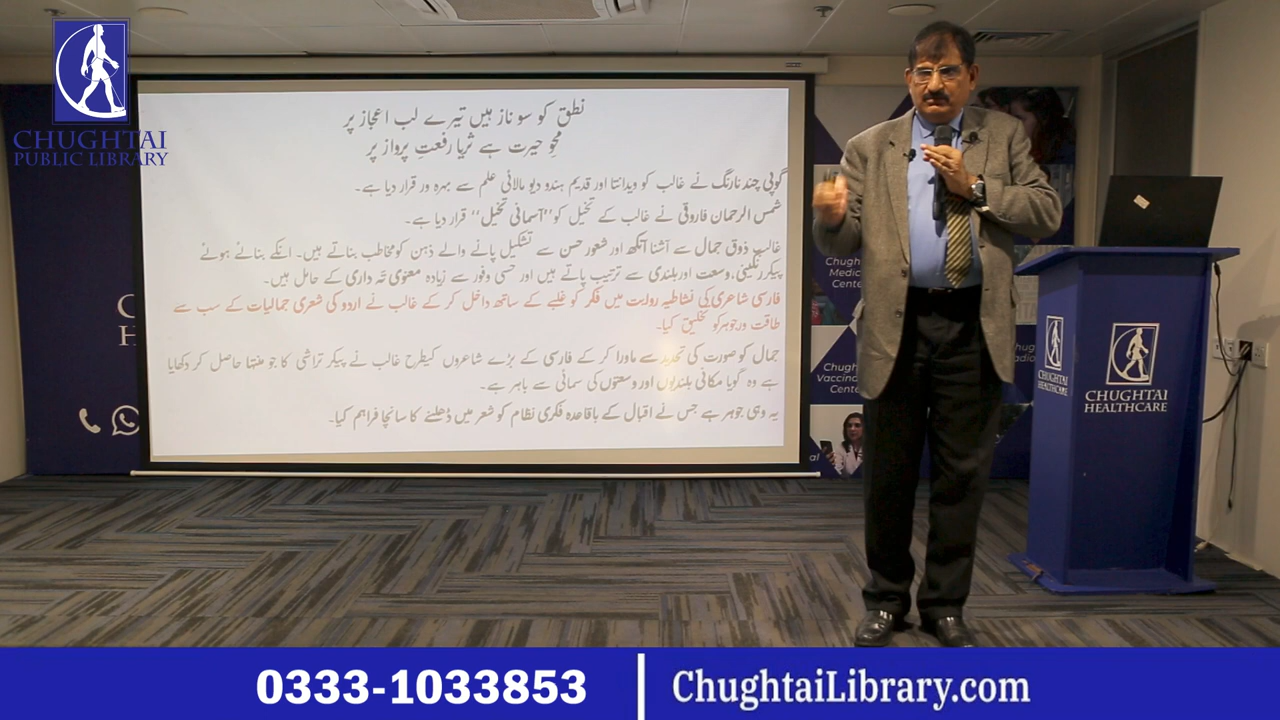 CHUGHTAI
PUBLIC LIBRARY
نطق کو سو ناز ہیں تیرے لب اعجاز پر
محوِ حیرت ہے ثریا رفعتِ پرواز پر
گوپی چند نارنگ نے غالب کو ویدانتا اور قدیم ہندو دیو مالائی علم سے بہرہ ور قرار دیا ہے۔
شمس الرحمان فاروقی نے غالب کے تخیل کو ’’آسمانی تخیل‘‘ قرار دیا ہے۔
غالب ذوق جمال سے آشنا آنکھ اور شعور حسن سے تشکیل پانے والے ذہن کو مخاطب بناتے ہیں۔ انکے بنائے ہوئے
پیکر رنگینی، وسعت اور بلندی سے ترتیب پاتے ہیں اور حسی وفور سے زیادہ معنوی تہ داری کے حامل ہیں۔
فارسی شاعری کی نشاطیہ روایت میں فکر کو غلبے کے ساتھ داخل کر کے غالب نے اردو کی شعری جمالیات کے سب سے
طاقت ور جوہر کو تخلیق کیا۔
جمال کو صورت کی تحدید سے ماورا کر کے فارسی کے بڑے شاعروں کیطرح غالب نے پیکر تراشی کا جو منتہا حاصل کر دکھایا
ہے وہ گویا مکانی بلندیوں اور وسعتوں کی سمائی سے باہر ہے۔
یہ وہی جوہر ہے جس نے اقبال کے باقاعدہ فکری نظام کو شعر میں ڈھلنے کا سانچا فراہم کیا۔
C
H
Chugh
Medic
Cente
Chugh
Vaccina
Cente
CHUGHTAI
HEALTHCARE
CHUGHTAI
HEALTHCARE
0333-1033853
ChughtaiLibrary.com